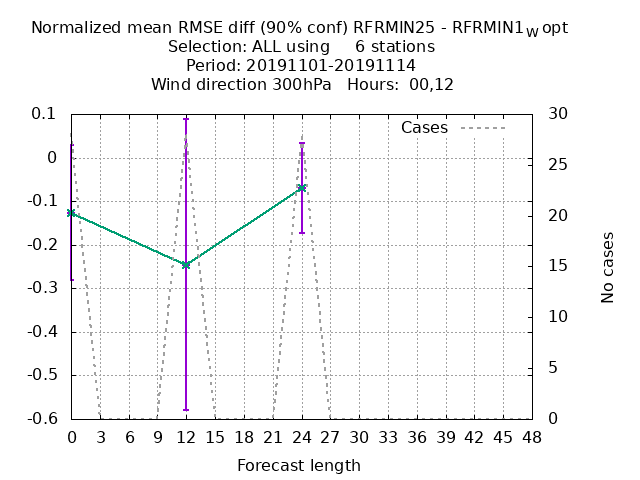 Normalized mean RMSE diff (90% conf) RFRMIN25 - RFRMIN1W opt
Selection: ALL using     6 stations
Period: 20191101-20191114
Wind direction 300hPa   Hours:  00,12
Cases
0.1
0
-0.1
-0.2
-0.3
-0.4
-0.5
-0.6
30
25
20
15
10
5
0
No cases
0 3 6 9 12 15 18 21 24 27 30 33 36 39 42 45 48
Forecast length